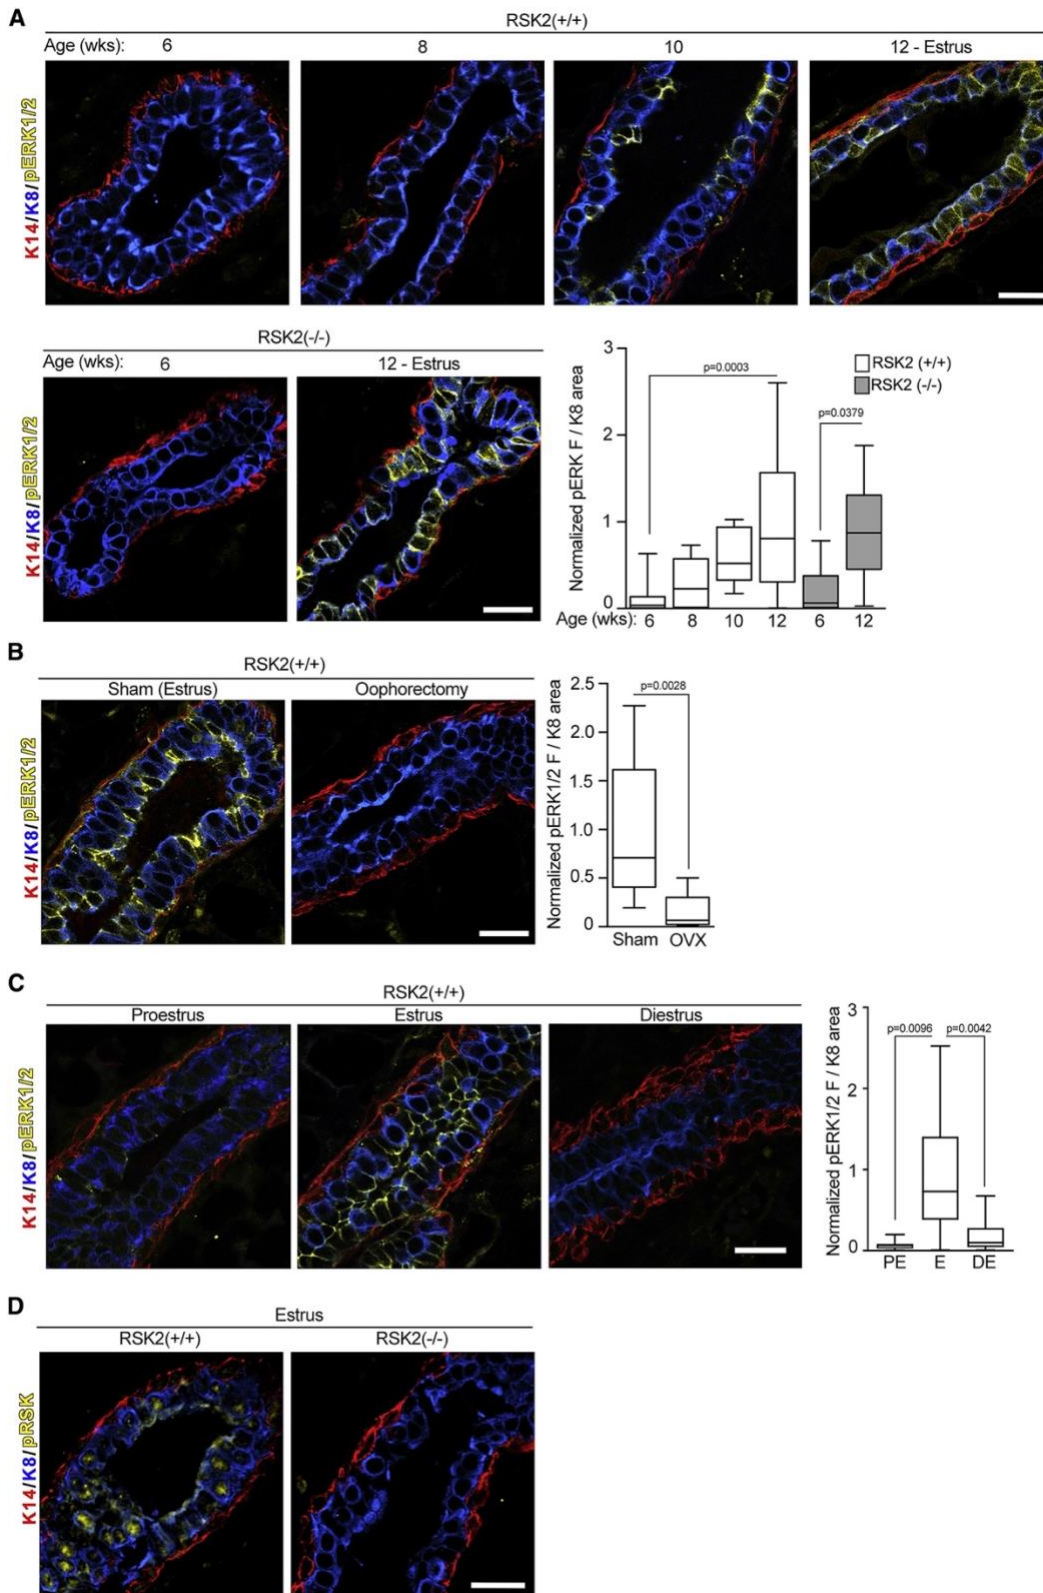 A
RSK2(+/+)
Age (wks): 6 8 10 12 - Estrus
K14/K8/pERK1/2
RSK2(-/-)
Age (wks): 6 12 - Estrus
K14/K8/pERK1/2
Normalized pERK F / K8 area
3
2
1
0
p=0.0003
p=0.0379
RSK2 (+/+)
RSK2 (-/-)
Age (wks): 6 8 10 12 6 12
B
RSK2(+/+)
Sham (Estrus) Oophorectomy
K14/K8/pERK1/2
Normalized pERK1/2 F / K8 area
2.5
2.0
1.5
1.0
0.5
0
p=0.0028
Sham OVX
C
RSK2(+/+)
Proestrus Estrus Diestrus
K14/K8/pERK1/2
Normalized pERK1/2 F / K8 area
3
2
1
0
p=0.0096 p=0.0042
PE E DE
D
Estrus
RSK2(+/+) RSK2(-/-)
K14/K8/pRSK